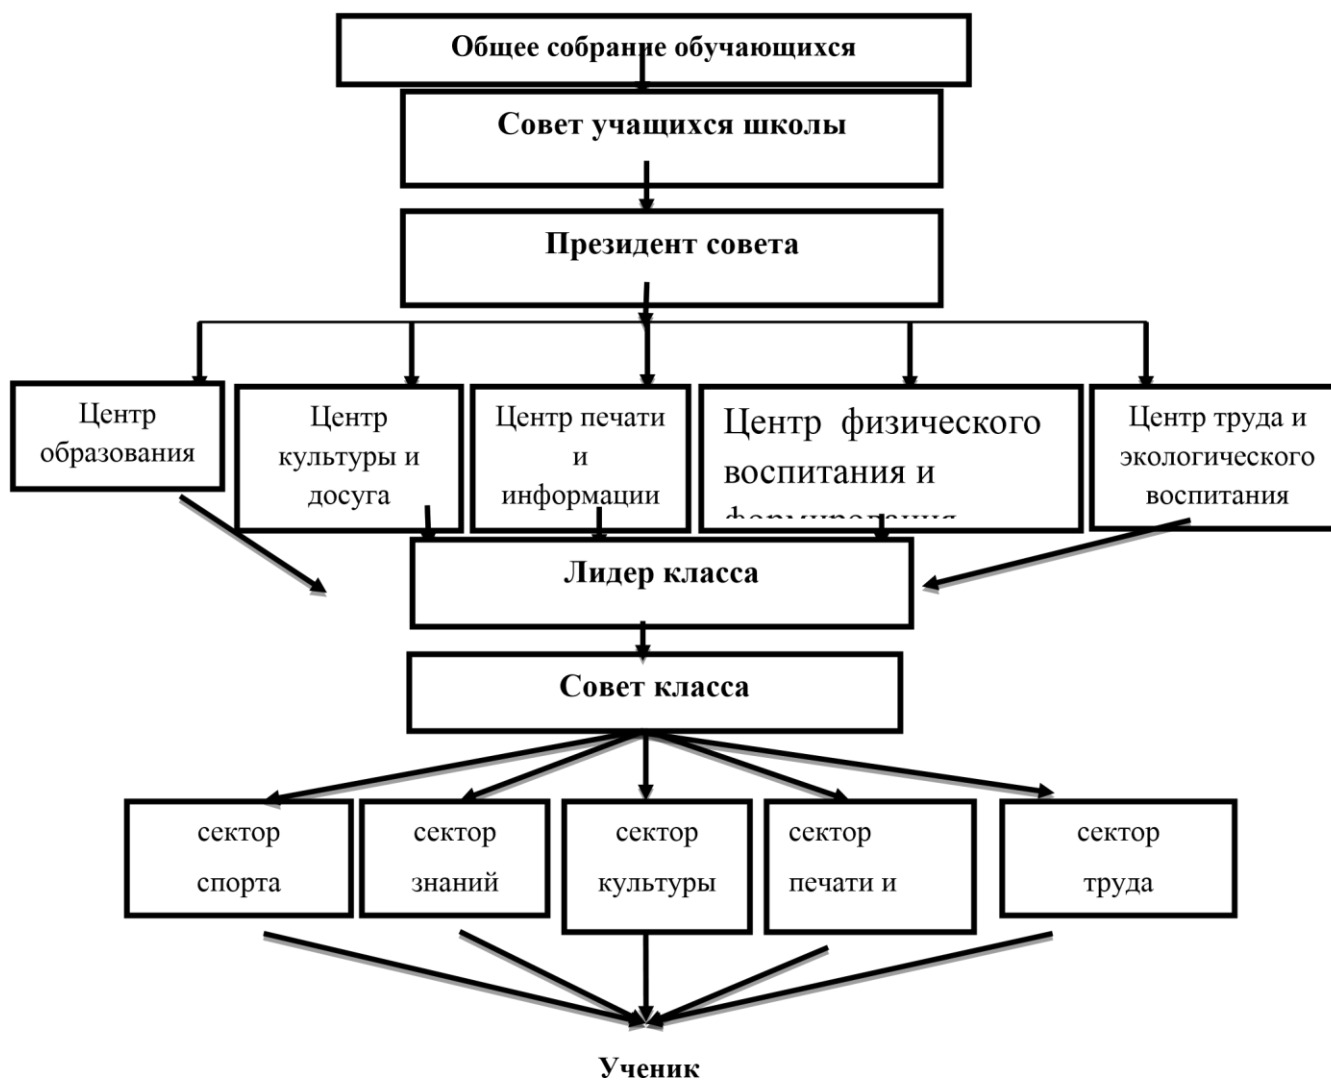 Общее собрание обучающихся
Совет учащихся школы
Президент совета
Центр
образования
Центр
культуры и
досуга
Центр печати
и
информации
Центр физического
воспитания и
формирования
Центр труда и
экологического
воспитания
Лидер класса
Совет класса
сектор
спорта
сектор
знаний
сектор
культуры
сектор
печати и
сектор
труда
Ученик